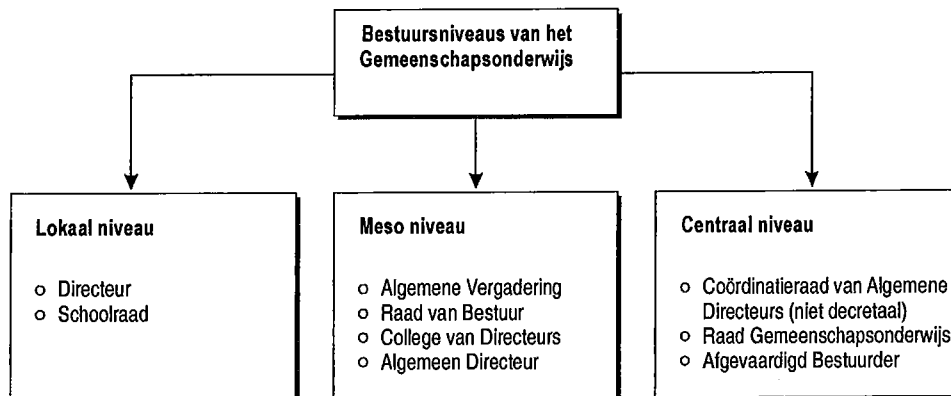 Bestuursniveaus van het
Gemeenschapsonderwijs
Lokaal niveau
o Directeur
o Schoolraad
Meso niveau
o Algemene Vergadering
o Raad van Bestuur
o College van Directeurs
o Algemeen Directeur
Centraal niveau
o Coördinatieraad van Algemene
Directeurs (niet decretaal)
o Raad Gemeenschapsonderwijs
o Afgevaardigd Bestuurder